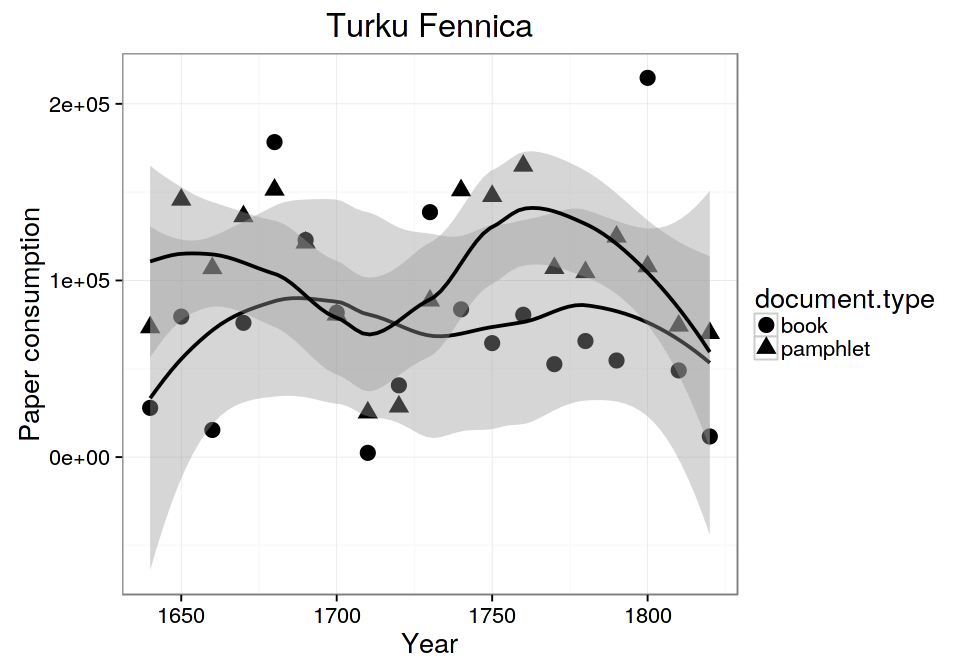 Turku Fennica
Paper consumption
2e+05
1e+05
0e+00
1650 1700 1750 1800
Year
document.type
book
pamphlet